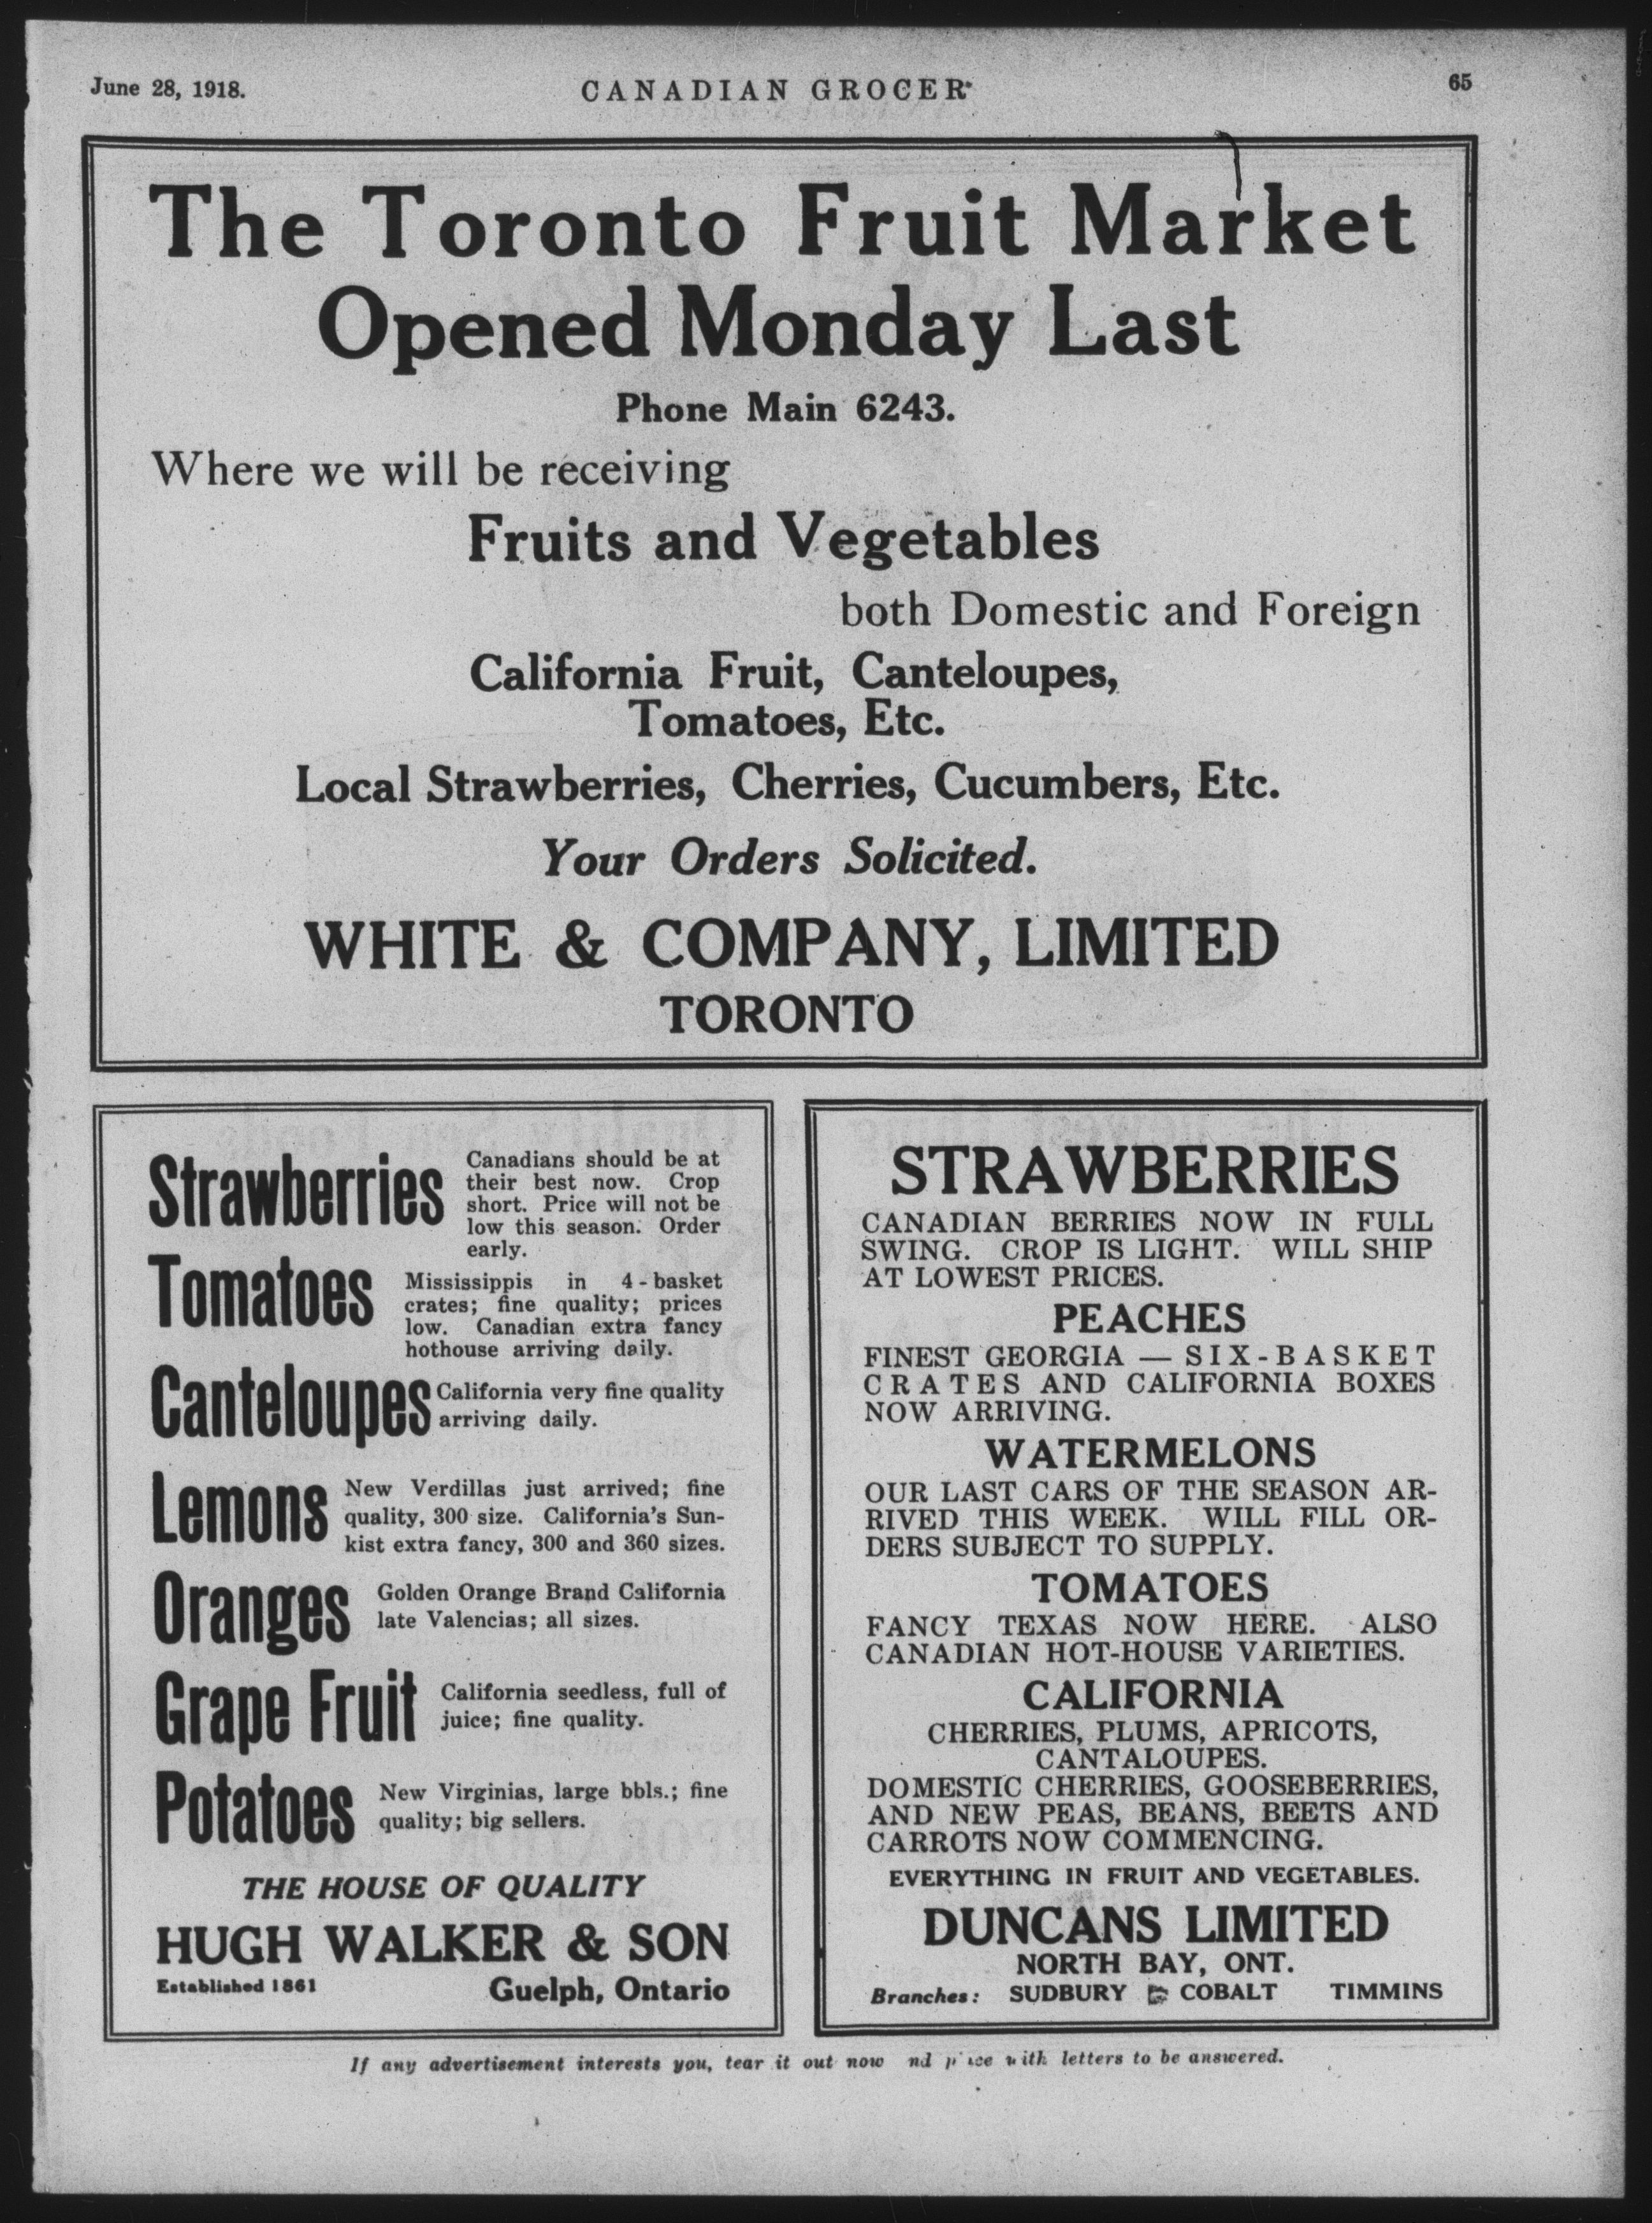 June 28, 1918.
CANADIAN GROCER
65
The Toronto Fruit Market
Opened Monday Last
Phone Main 6243.
Where we will be receiving
Fruits and Vegetables
both Domestic and Foreign
California Fruit, Canteloupes,
Tomatoes, Etc.
Local Strawberries, Cherries, Cucumbers, Etc.
Your Orders Solicited.
WHITE & COMPANY, LIMITED
TORONTO
Strawberries
Canadians should be at
their best now. Crop
short. Price will not be
low this season. Order
early.
Tomatoes
Mississippis in 4-basket
crates; fine quality; prices
low. Canadian extra fancy
hothouse arriving daily.
Canteloupes
California very fine quality
arriving daily.
Lemons
New Verdillas just arrived; fine
quality, 300 size. California's Sun-
kist extra fancy, 300 and 360 sizes.
Oranges
Golden Orange Brand California
late Valencias; all sizes.
Grape Fruit
California seedless, full of
juice; fine quality.
Potatoes
New Virginias, large bbls.; fine
quality; big sellers.
THE HOUSE OF QUALITY
HUGH WALKER & SON
Established 1861
Guelph, Ontario
STRAWBERRIES
CANADIAN BERRIES NOW IN FULL
SWING. CROP IS LIGHT. WILL SHIP
AT LOWEST PRICES.
PEACHES
FINEST GEORGIA — SIX-BASKET
CRATES AND CALIFORNIA BOXES
NOW ARRIVING.
WATERMELONS
OUR LAST CARS OF THE SEASON AR-
RIVED THIS WEEK. WILL FILL OR-
DERS SUBJECT TO SUPPLY.
TOMATOES
FANCY TEXAS NOW HERE. ALSO
CANADIAN HOT-HOUSE VARIETIES.
CALIFORNIA
CHERRIES, PLUMS, APRICOTS,
CANTALOUPES.
DOMESTIC CHERRIES, GOOSEBERRIES,
AND NEW PEAS, BEANS, BEETS AND
CARROTS NOW COMMENCING.
EVERYTHING IN FRUIT AND VEGETABLES.
DUNCANS LIMITED
NORTH BAY, ONT.
Branches: SUDBURY COBALT TIMMINS
If any advertisement interests you, tear it out now with letters to be answered.